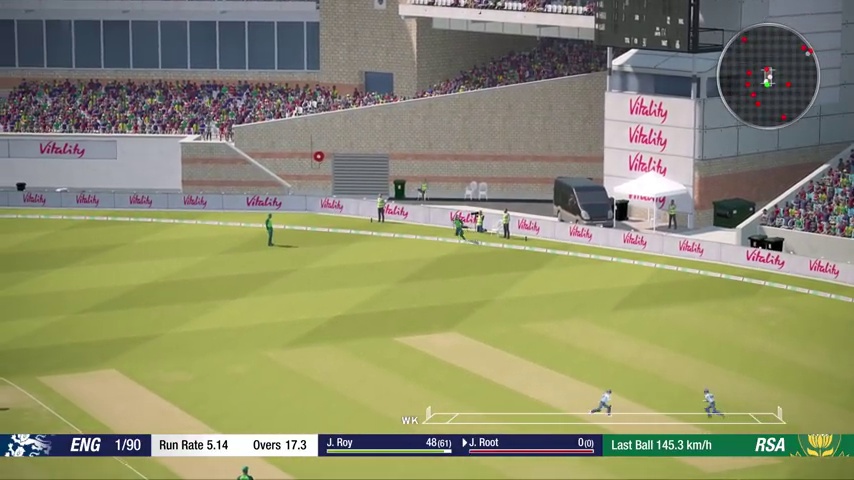 Vitality
Vitality
Vitality
Vitality
Vitality
Vitality Vitality Vitality Vitality Vitality Vitality Vitality Vitality Vitality Vitality Vitality Vitality Vitality
WK
ENG 1/90 Run Rate 5.14 Overs 17.3 J. Roy 48(61) J. Root 0(0) Last Ball 145.3 km/h RSA